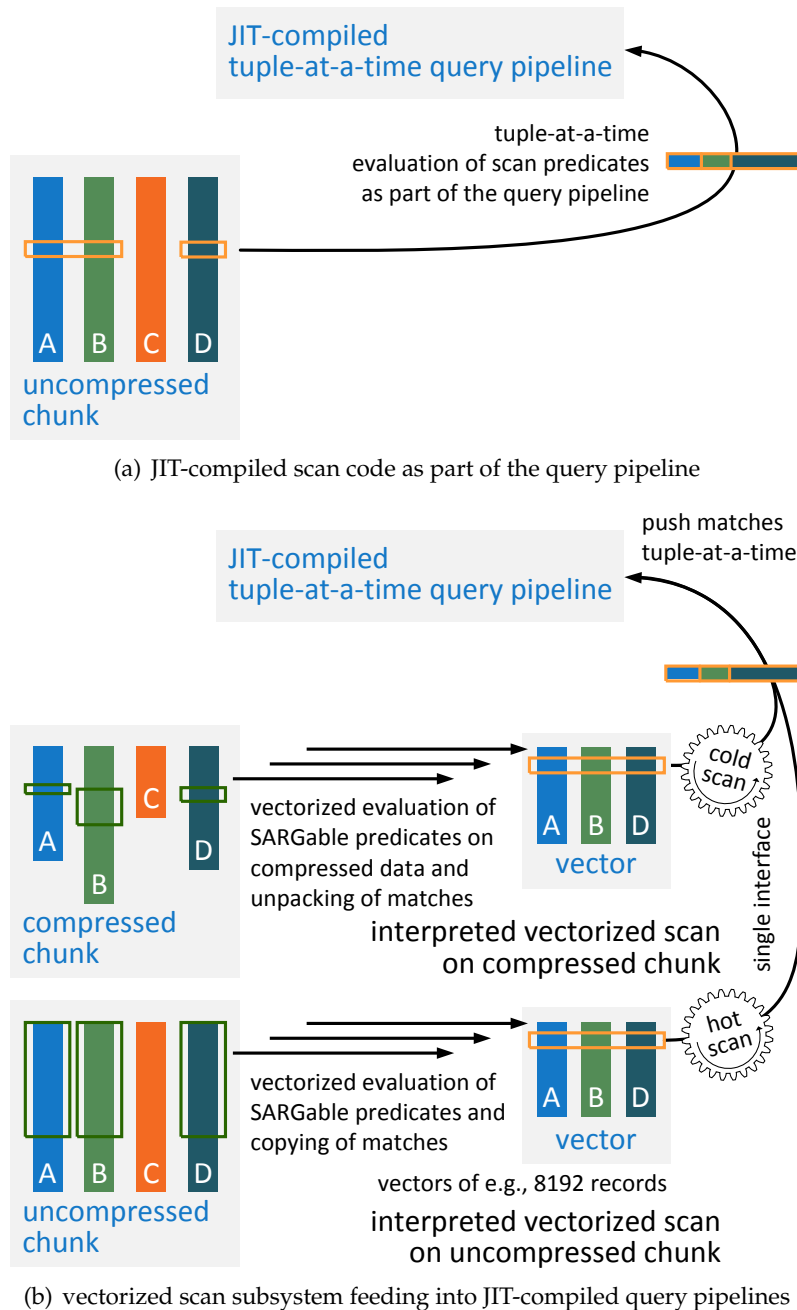 JIT-compiled
tuple-at-a-time query pipeline
tuple-at-a-time
evaluation of scan predicates
as part of the query pipeline
A B C D
uncompressed
chunk
(a) JIT-compiled scan code as part of the query pipeline
push matches
tuple-at-a-time
JIT-compiled
tuple-at-a-time query pipeline
A B C D
compressed
chunk
vectorized evaluation of
SARGable predicates on
compressed data and
unpacking of matches
A B D
vector
cold
scan
interpreted vectorized scan
on compressed chunk
single interface
A B C D
uncompressed
chunk
vectorized evaluation of
SARGable predicates and
copying of matches
A B D
vector
hot
scan
vectors of e.g., 8192 records
interpreted vectorized scan
on uncompressed chunk
(b) vectorized scan subsystem feeding into JIT-compiled query pipelines